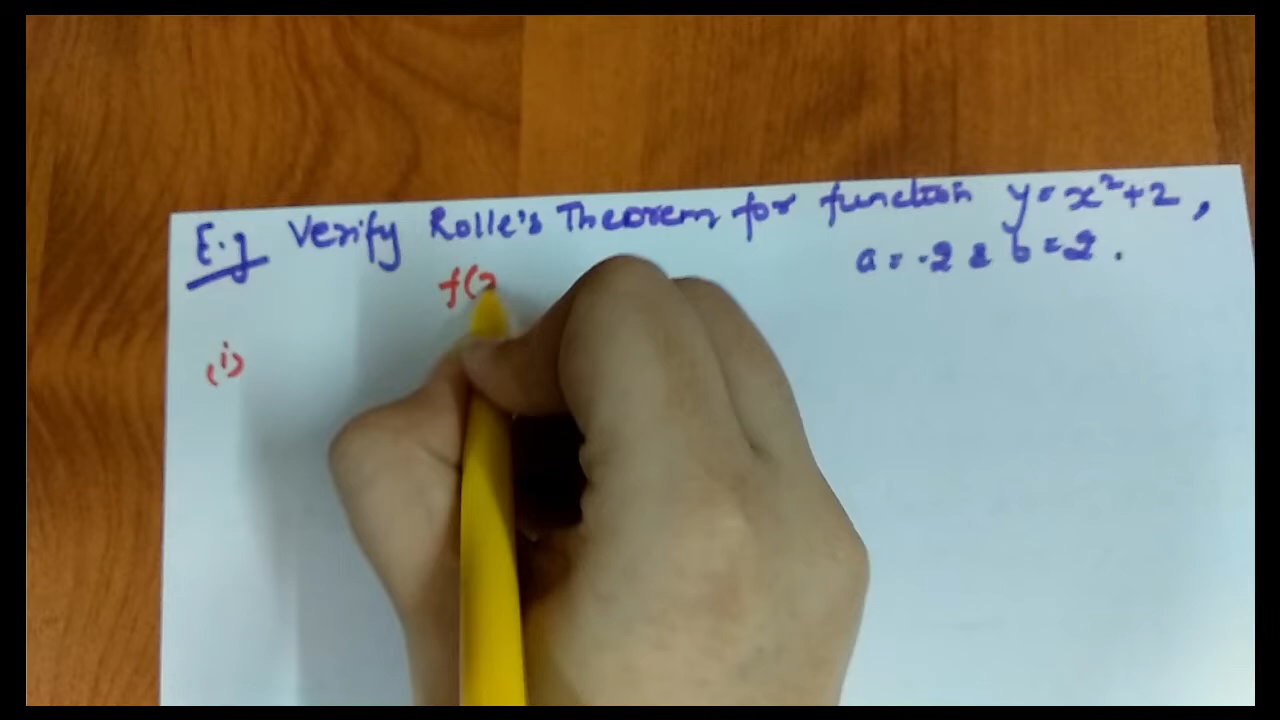 E.g Verify Rolle's Theorem for function y = x²+2,
a = -2 & b = 2.
f(
(i)